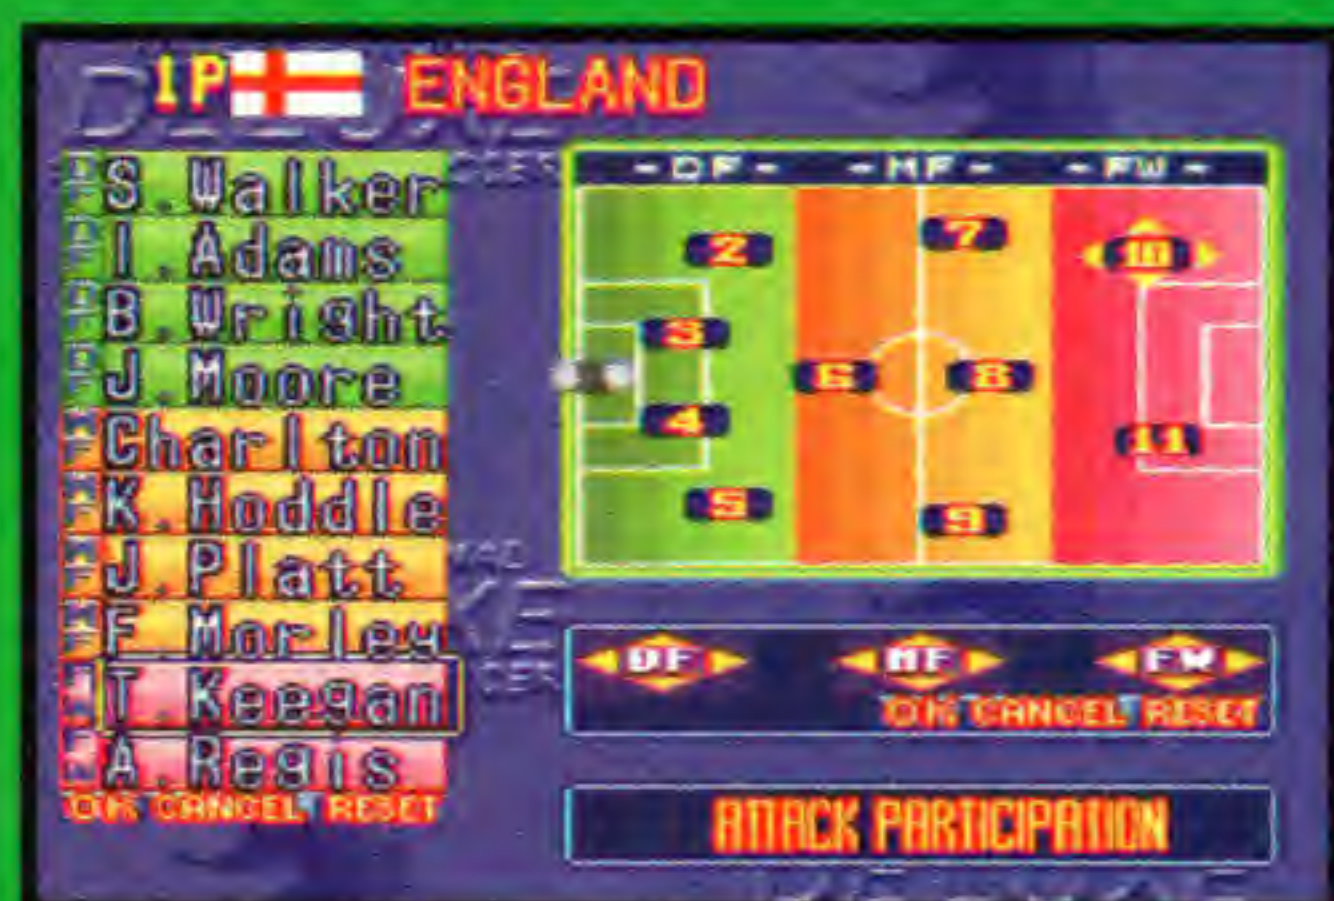 1P ENGLAND
S.Walker
I.Adams
B.Wright
J.Moore
Charlton
K.Hoddle
J.Platt
F.Morley
T.Keegan
A.Regis
OK CANCEL RESET
-DF- -MF- -FW-
2
7
10
3
6
8
4
11
5
9
DF MF FW
OK CANCEL RESET
ATTACK PARTICIPATION